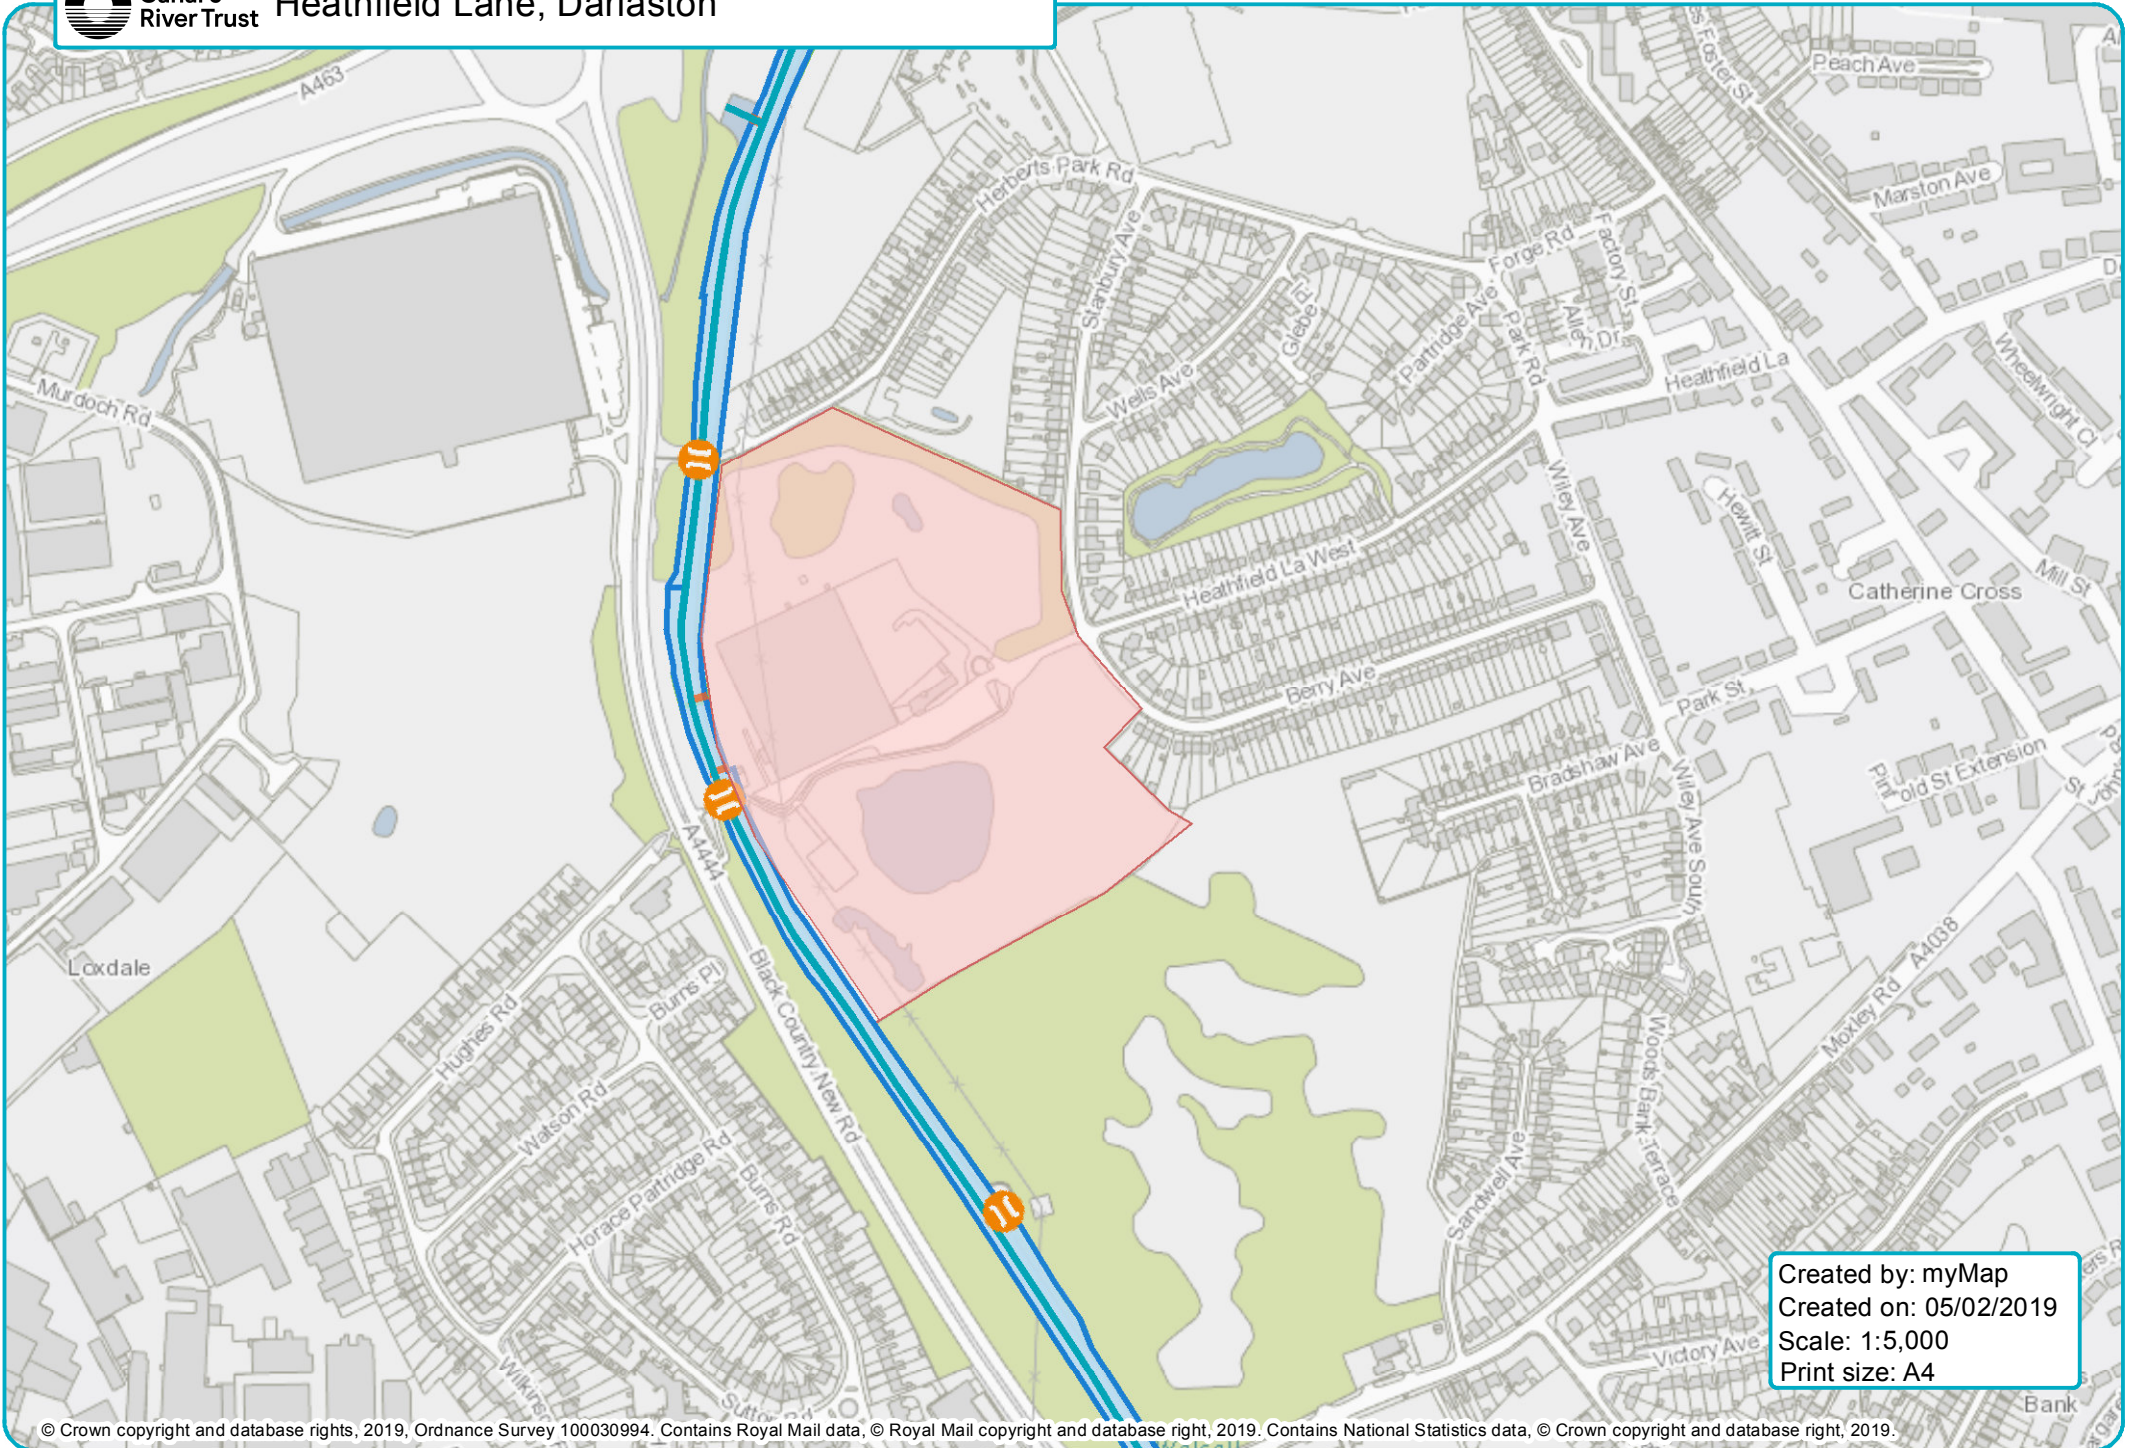 River Trust
Heathfield Lane, Darlaston
A463
Peach Ave
Marston Ave
Herberts Park Rd
Stanbury Ave
Forge Rd
Factory St
Glebe Rd
Partridge Ave
Park Rd
Allen Dr
Heathfield La
Wheelwright Cl
Murdoch Rd
Wells Ave
Wiley Ave
Hewitt St
Heathfield La West
Mill St
Catherine Cross
Berry Ave
Park St
Bradshaw Ave
Pinfold St Extension
Wiley Ave South
A4444
Loxdale
Black Country New Rd
Burns Pl
Hughes Rd
A4038
Moxley Rd
Woods Bank Terrace
Watson Rd
Horace Partridge Rd
Burns Rd
Sandwell Ave
Victory Ave
Bank
Created by: myMap
Created on: 05/02/2019
Scale: 1:5,000
Print size: A4
© Crown copyright and database rights, 2019, Ordnance Survey 100030994. Contains Royal Mail data, © Royal Mail copyright and database right, 2019. Contains National Statistics data, © Crown copyright and database right, 2019.